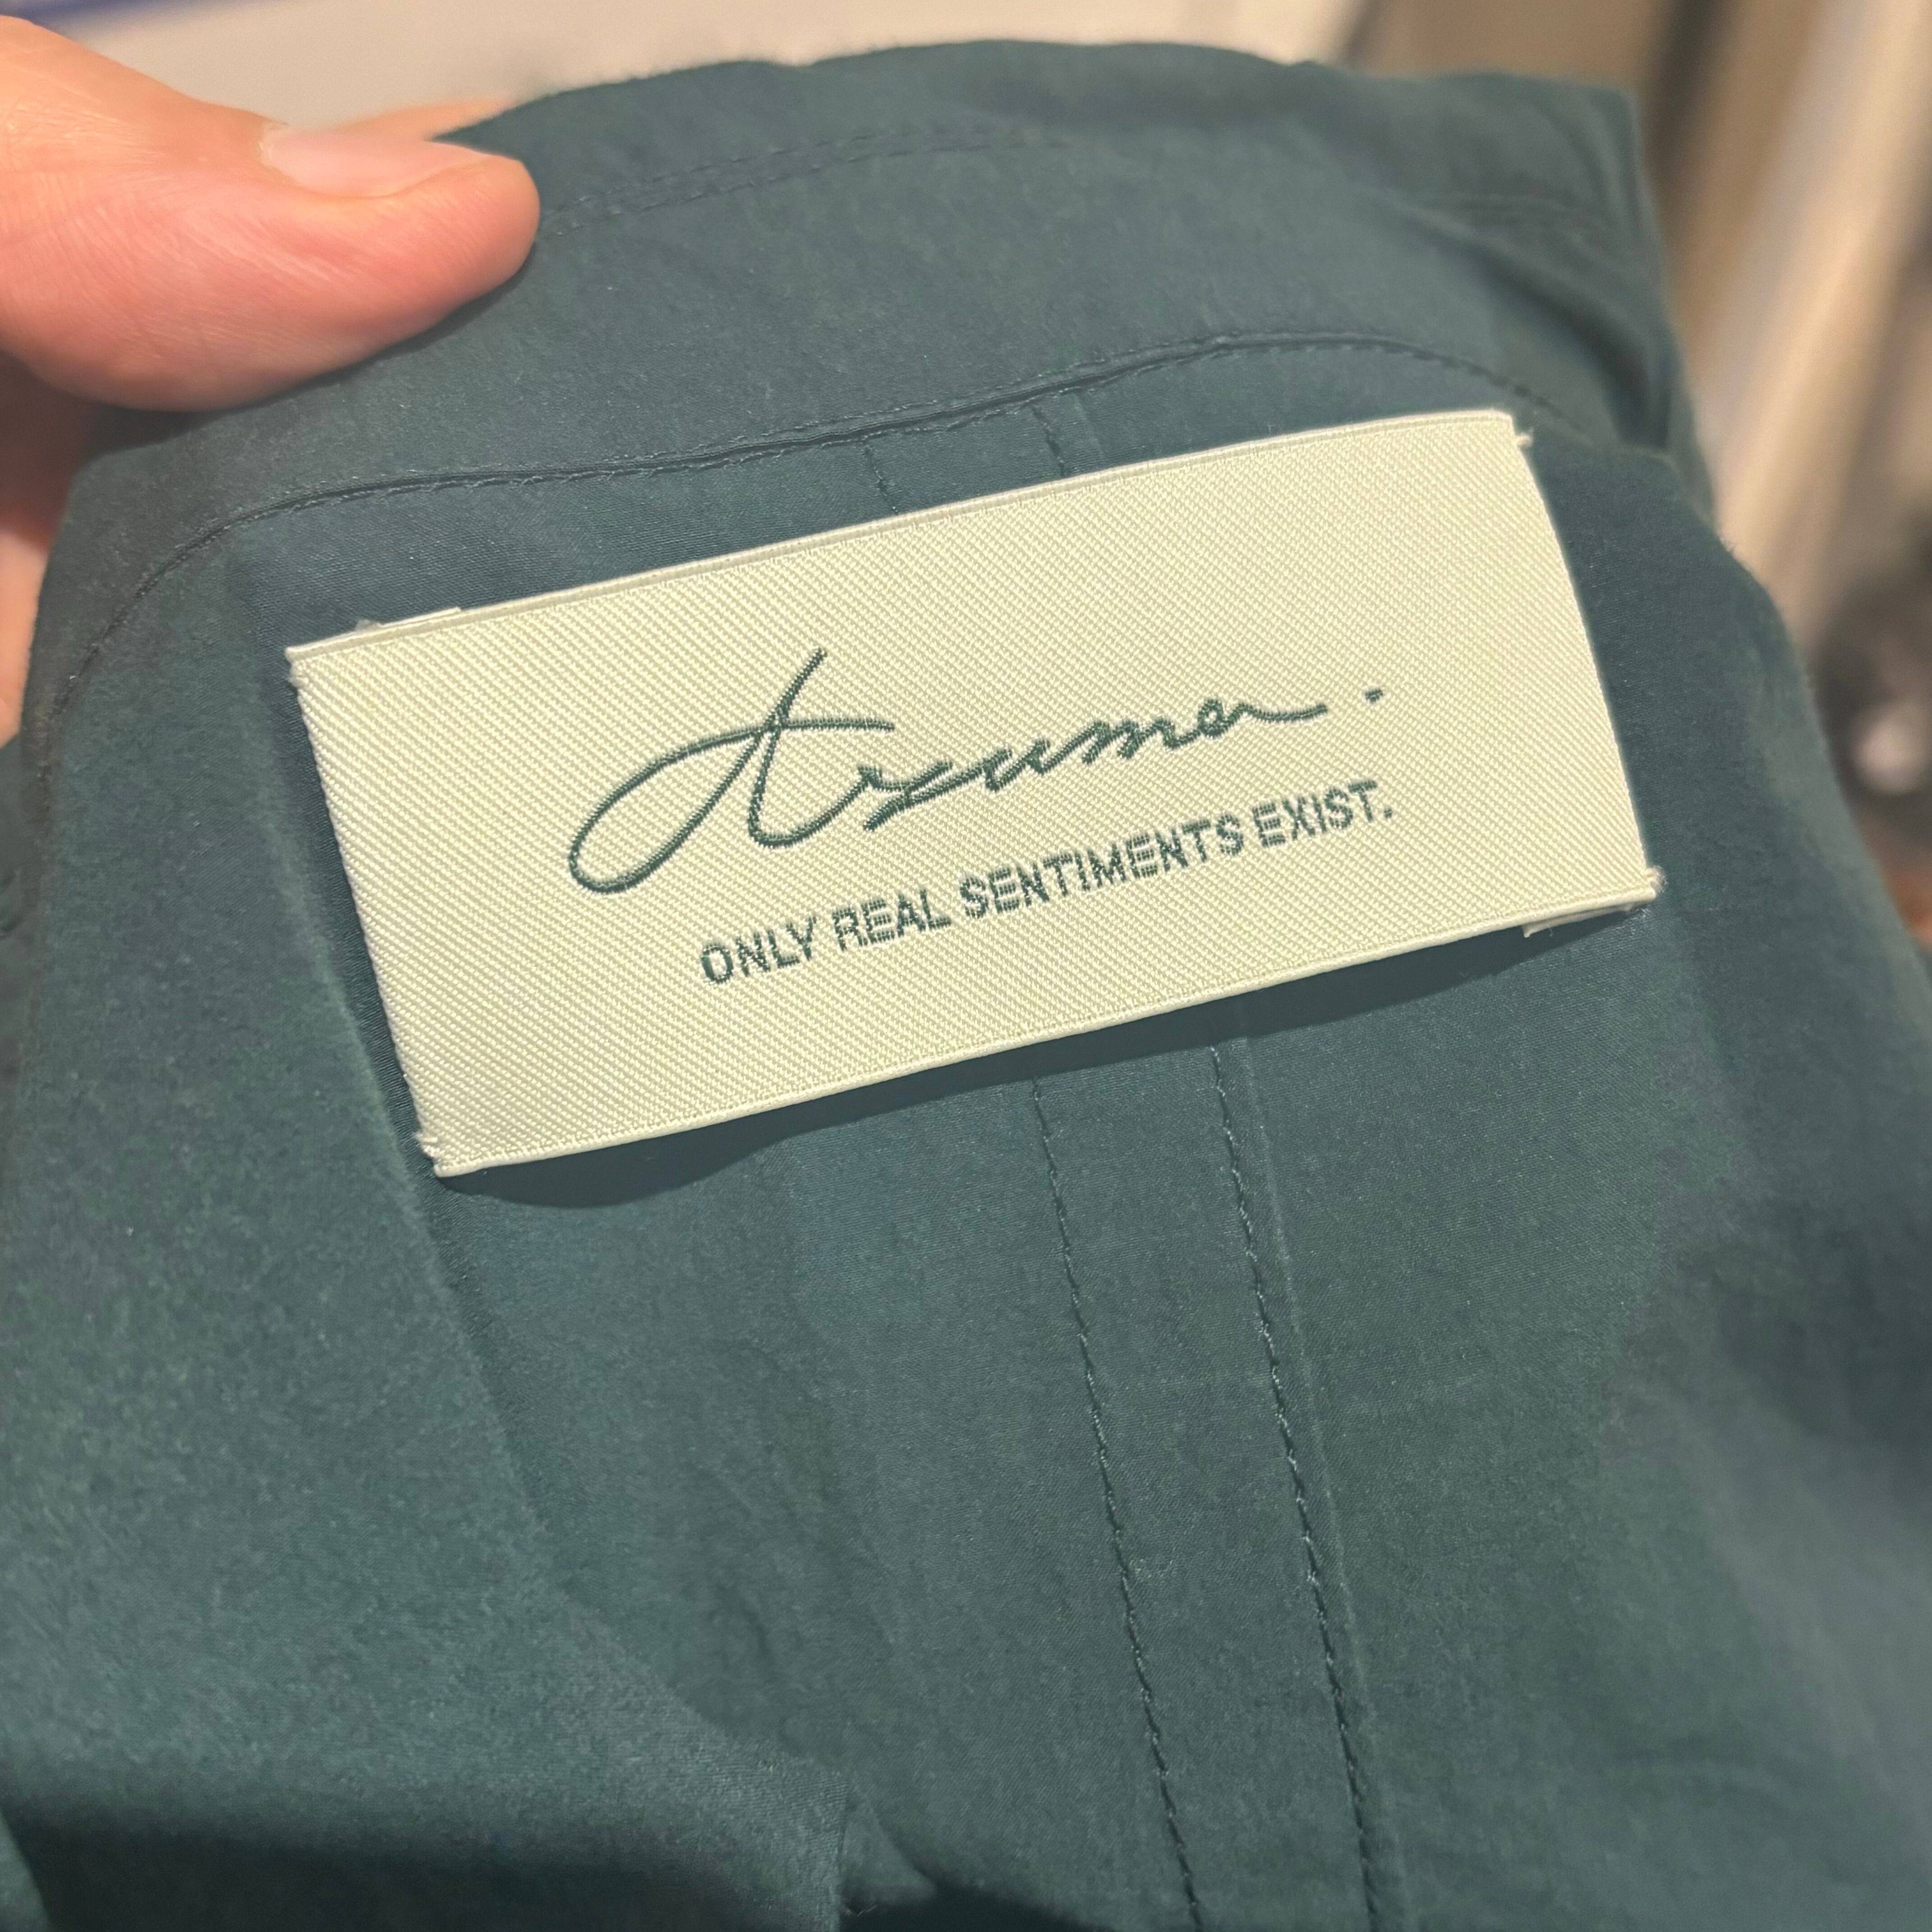 Azuma.
ONLY REAL SENTIMENTS EXIST.